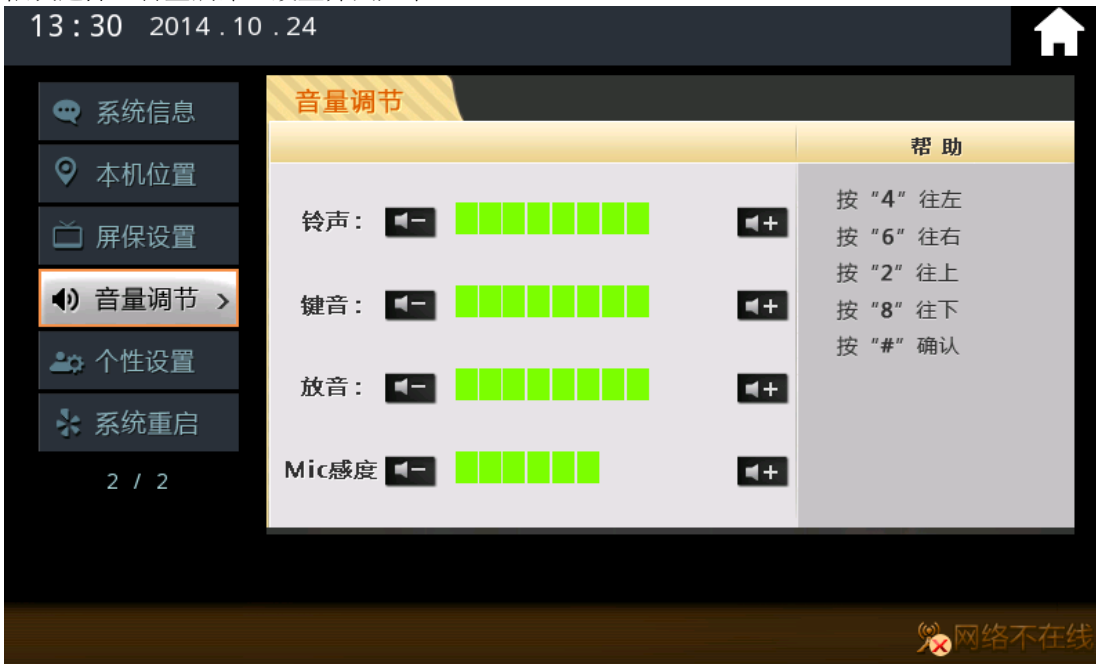 13:30 2014.10.24
系统信息
本机位置
屏保设置
音量调节 >
个性设置
系统重启
2 / 2
音量调节
铃声:
键音:
放音:
Mic感度
帮 助
按 "4" 往左
按 "6" 往右
按 "2" 往上
按 "8" 往下
按 "#" 确认
网络不在线